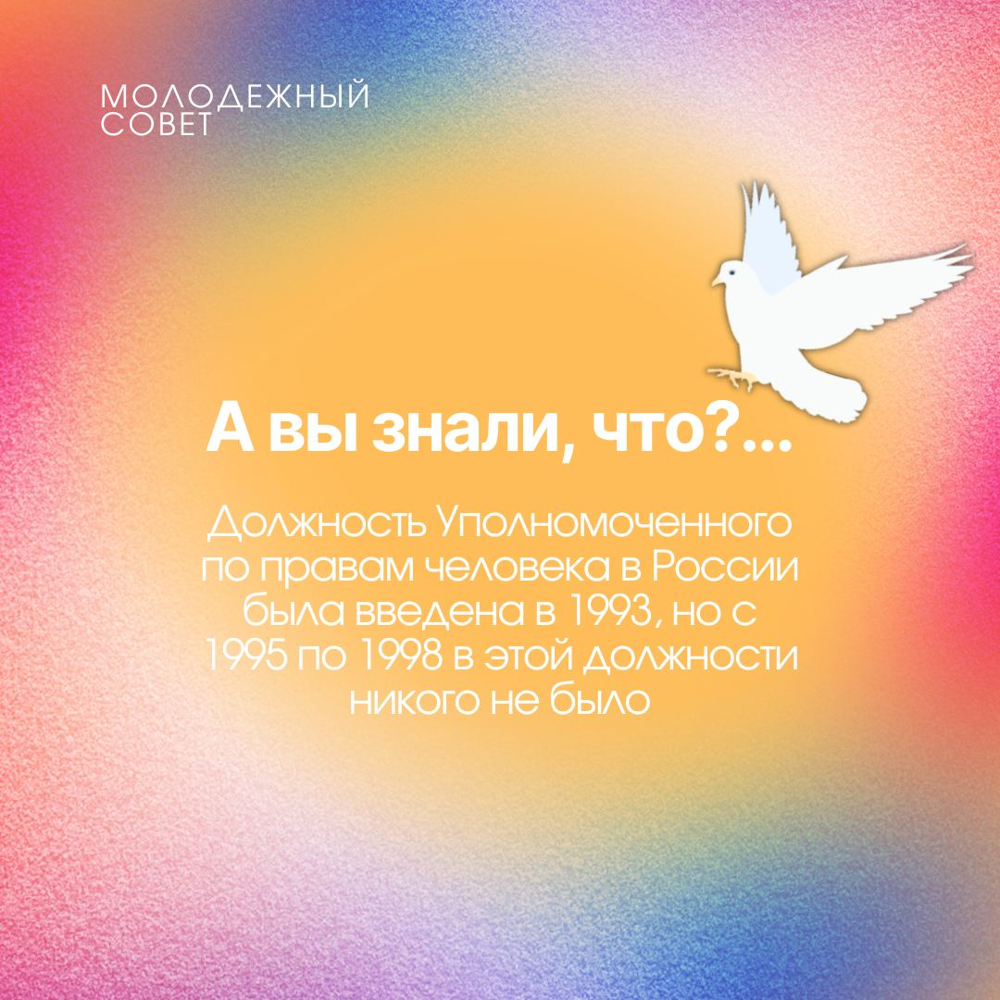 МОЛОДЕЖНЫЙ
СОВЕТ
А вы знали, что?...
Должность Уполномоченного
по правам человека в России
была введена в 1993, но с
1995 по 1998 в этой должности
никого не было